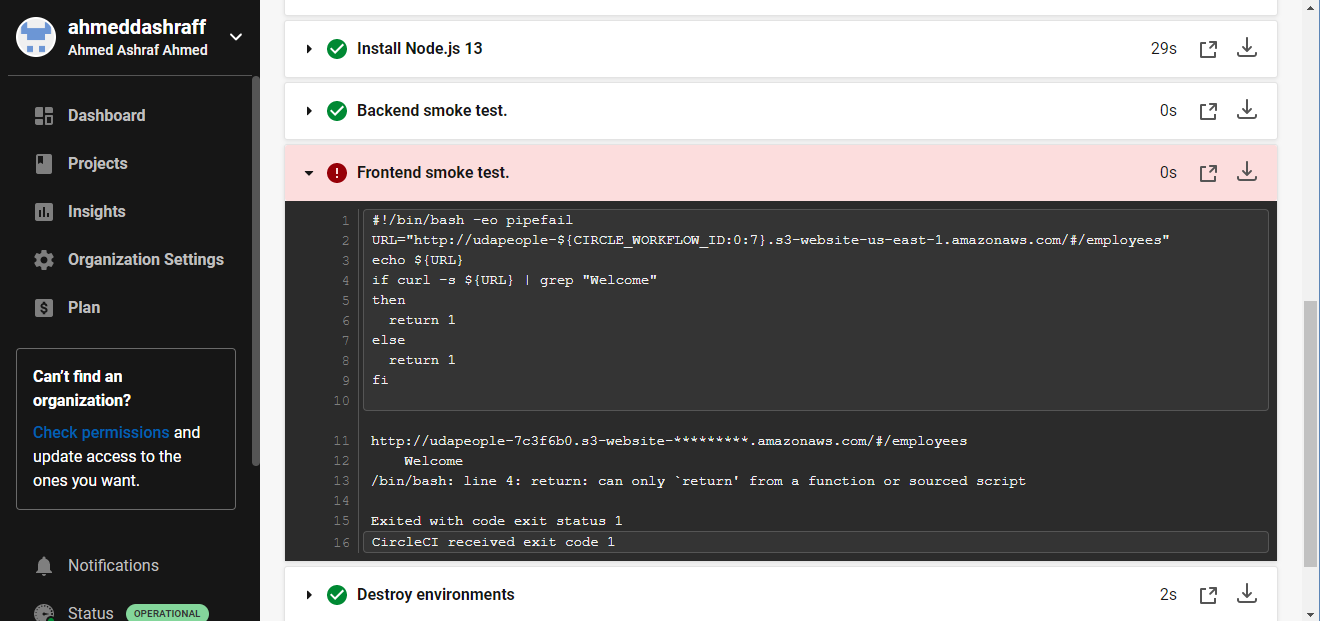 ahmeddashraff
Ahmed Ashraf Ahmed
Dashboard
Projects
Insights
Organization Settings
Plan
Can't find an
organization?
Check permissions and
update access to the
ones you want.
Notifications
Status OPERATIONAL
Install Node.js 13 29s
Backend smoke test. 0s
Frontend smoke test. 0s
1 #!/bin/bash -eo pipefail
2 URL="http://udapeople-${CIRCLE_WORKFLOW_ID:0:7}.s3-website-us-east-1.amazonaws.com/#/employees"
3 echo ${URL}
4 if curl -s ${URL} | grep "Welcome"
5 then
6 return 1
7 else
8 return 1
9 fi
10
11 http://udapeople-7c3f6b0.s3-website-*********.amazonaws.com/#/employees
12 Welcome
13 /bin/bash: line 4: return: can only `return' from a function or sourced script
14
15 Exited with code exit status 1
16 CircleCI received exit code 1
Destroy environments 2s